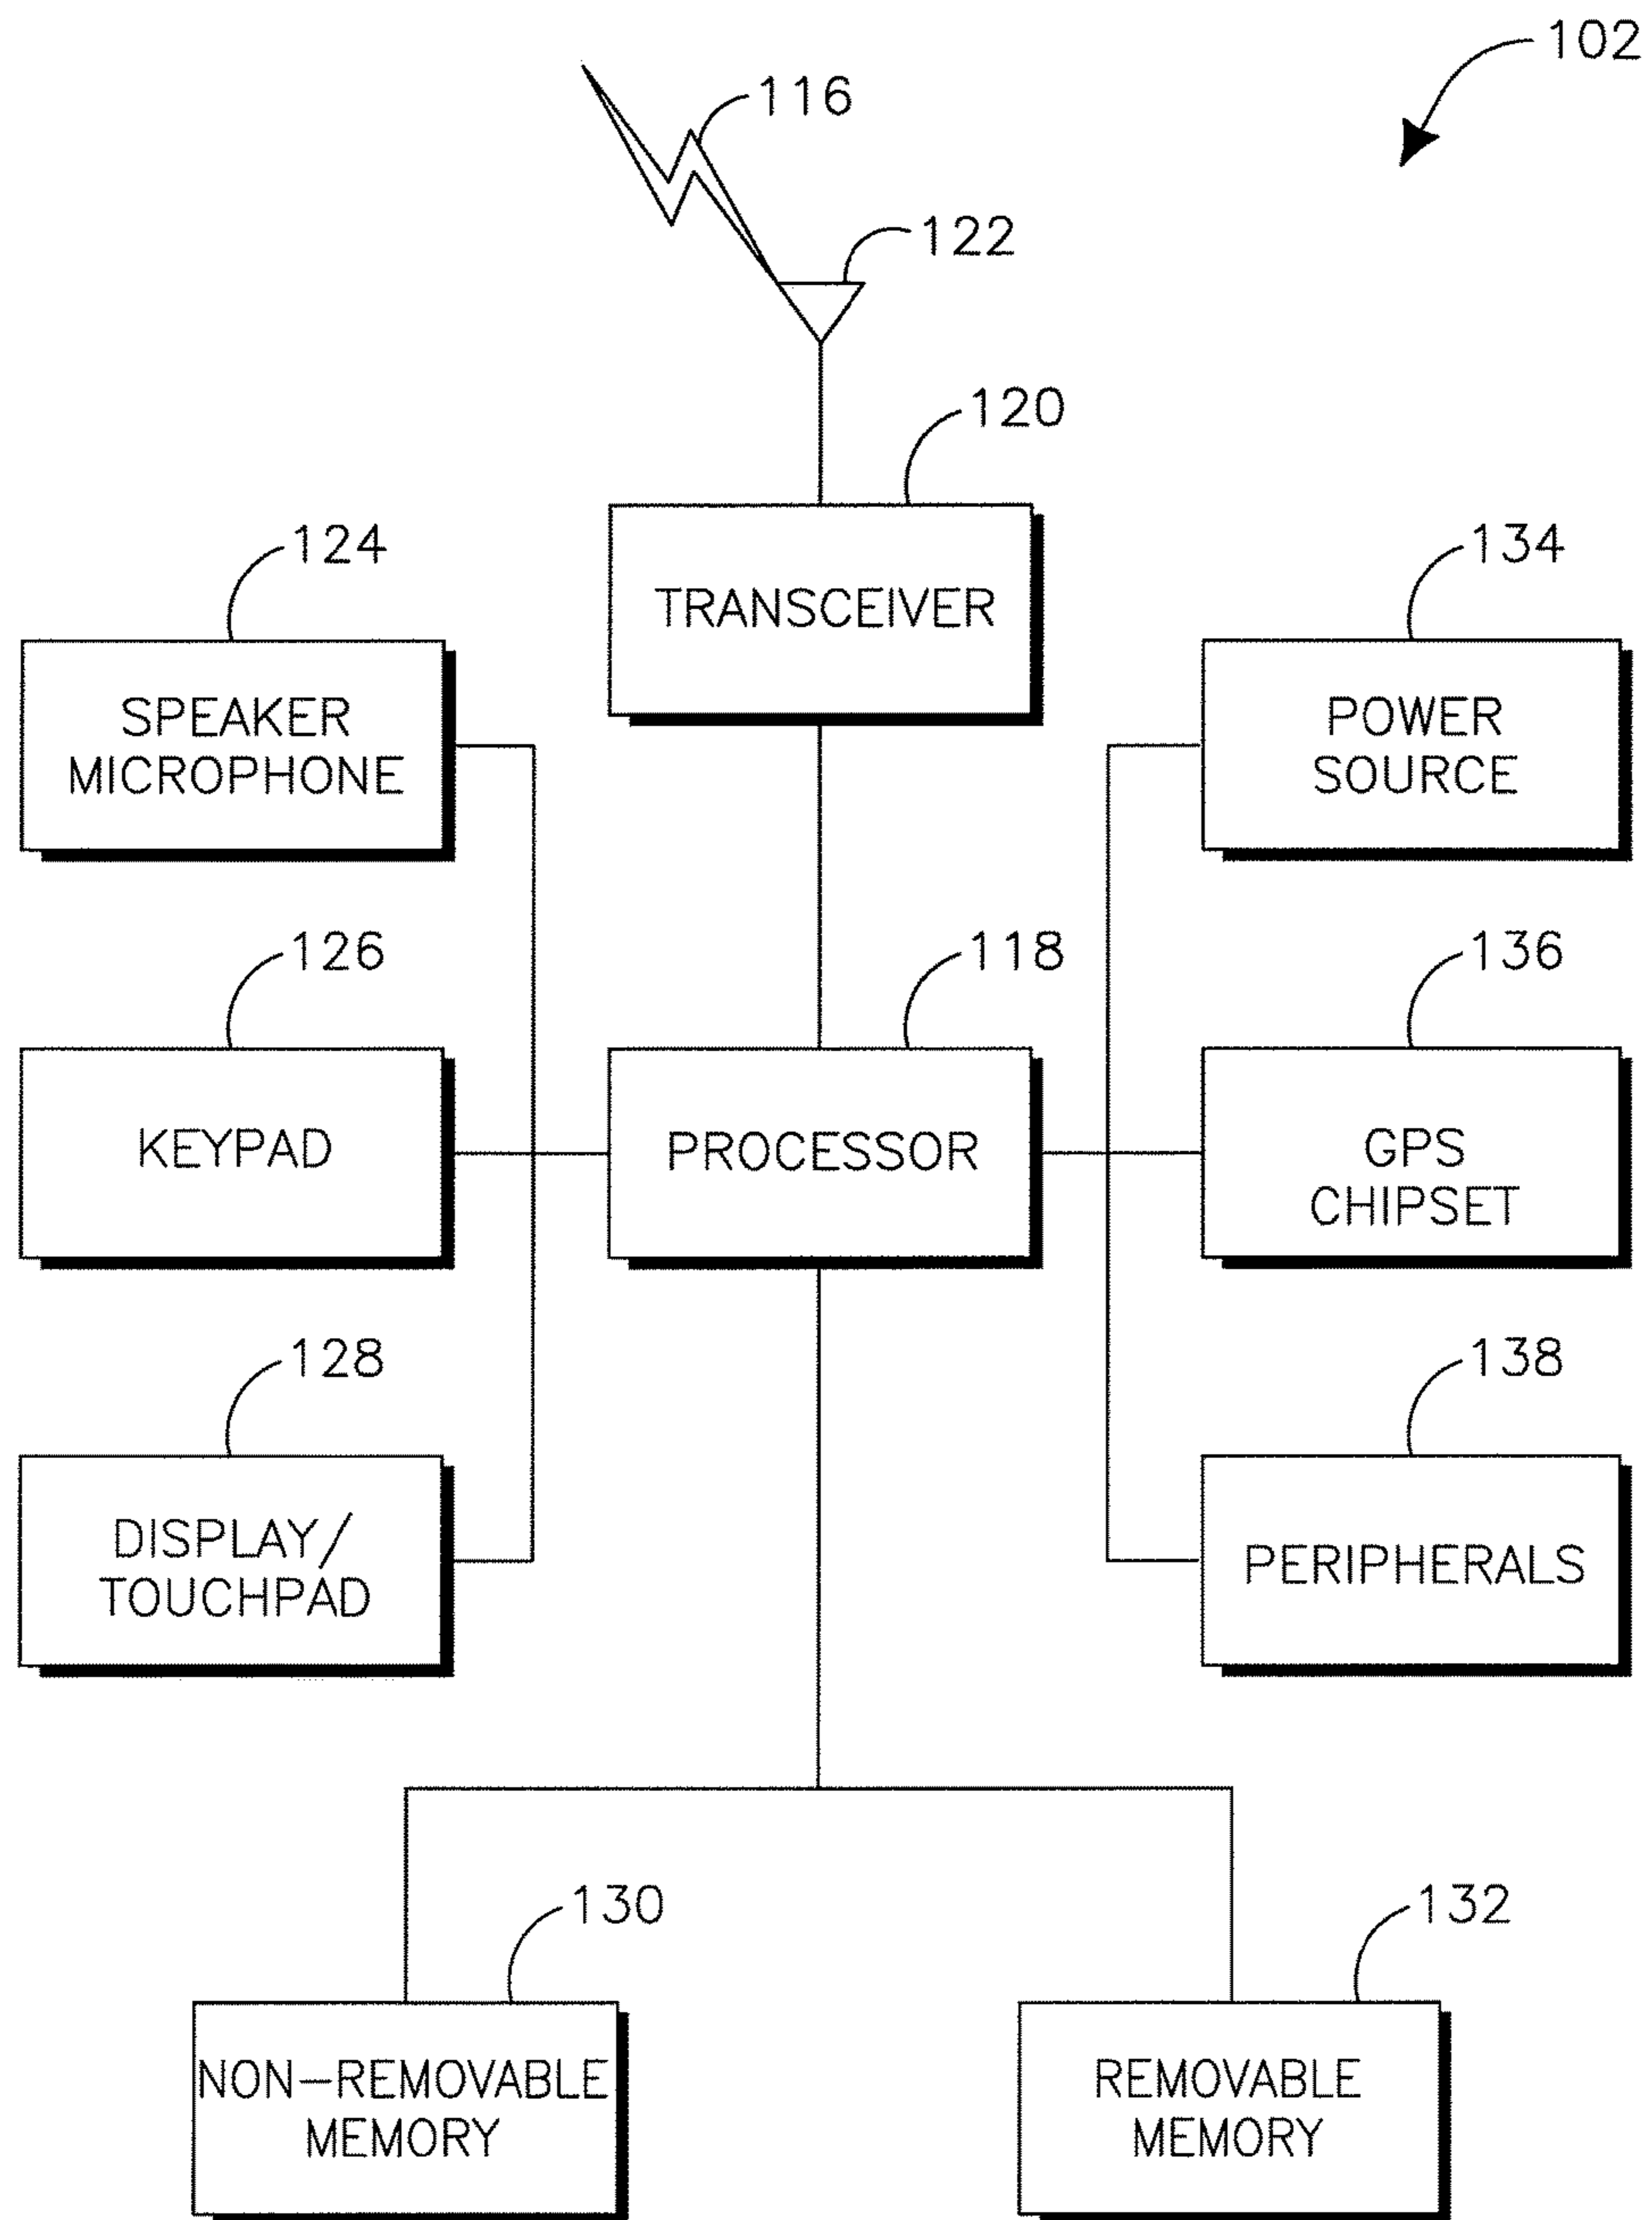 102
116
122
120
TRANSCEIVER
124
SPEAKER
MICROPHONE
134
POWER
SOURCE
126
KEYPAD
118
PROCESSOR
136
GPS
CHIPSET
128
DISPLAY/
TOUCHPAD
138
PERIPHERALS
130
NON-REMOVABLE
MEMORY
132
REMOVABLE
MEMORY